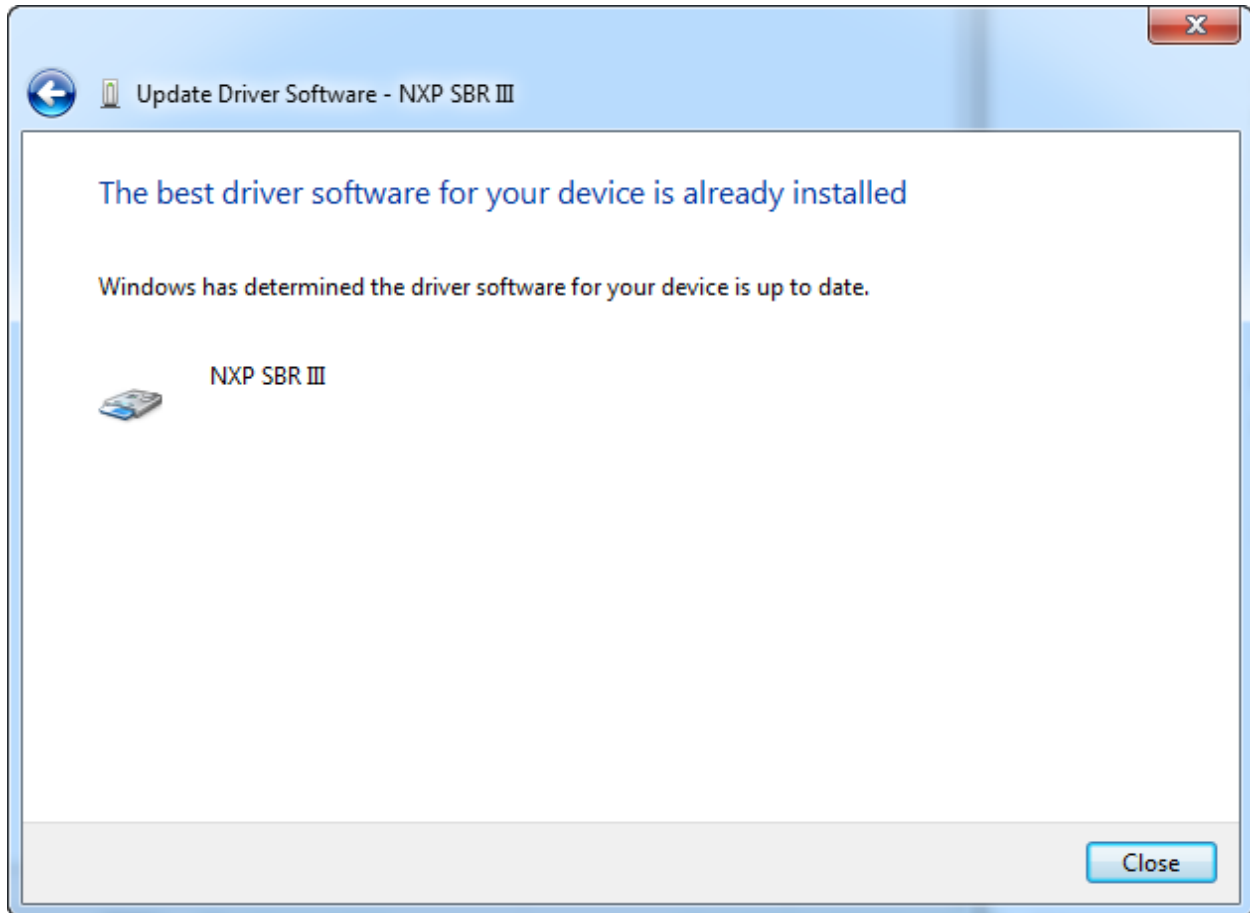 Update Driver Software - NXP SBR Ⅲ
The best driver software for your device is already installed
Windows has determined the driver software for your device is up to date.
NXP SBR Ⅲ
Close